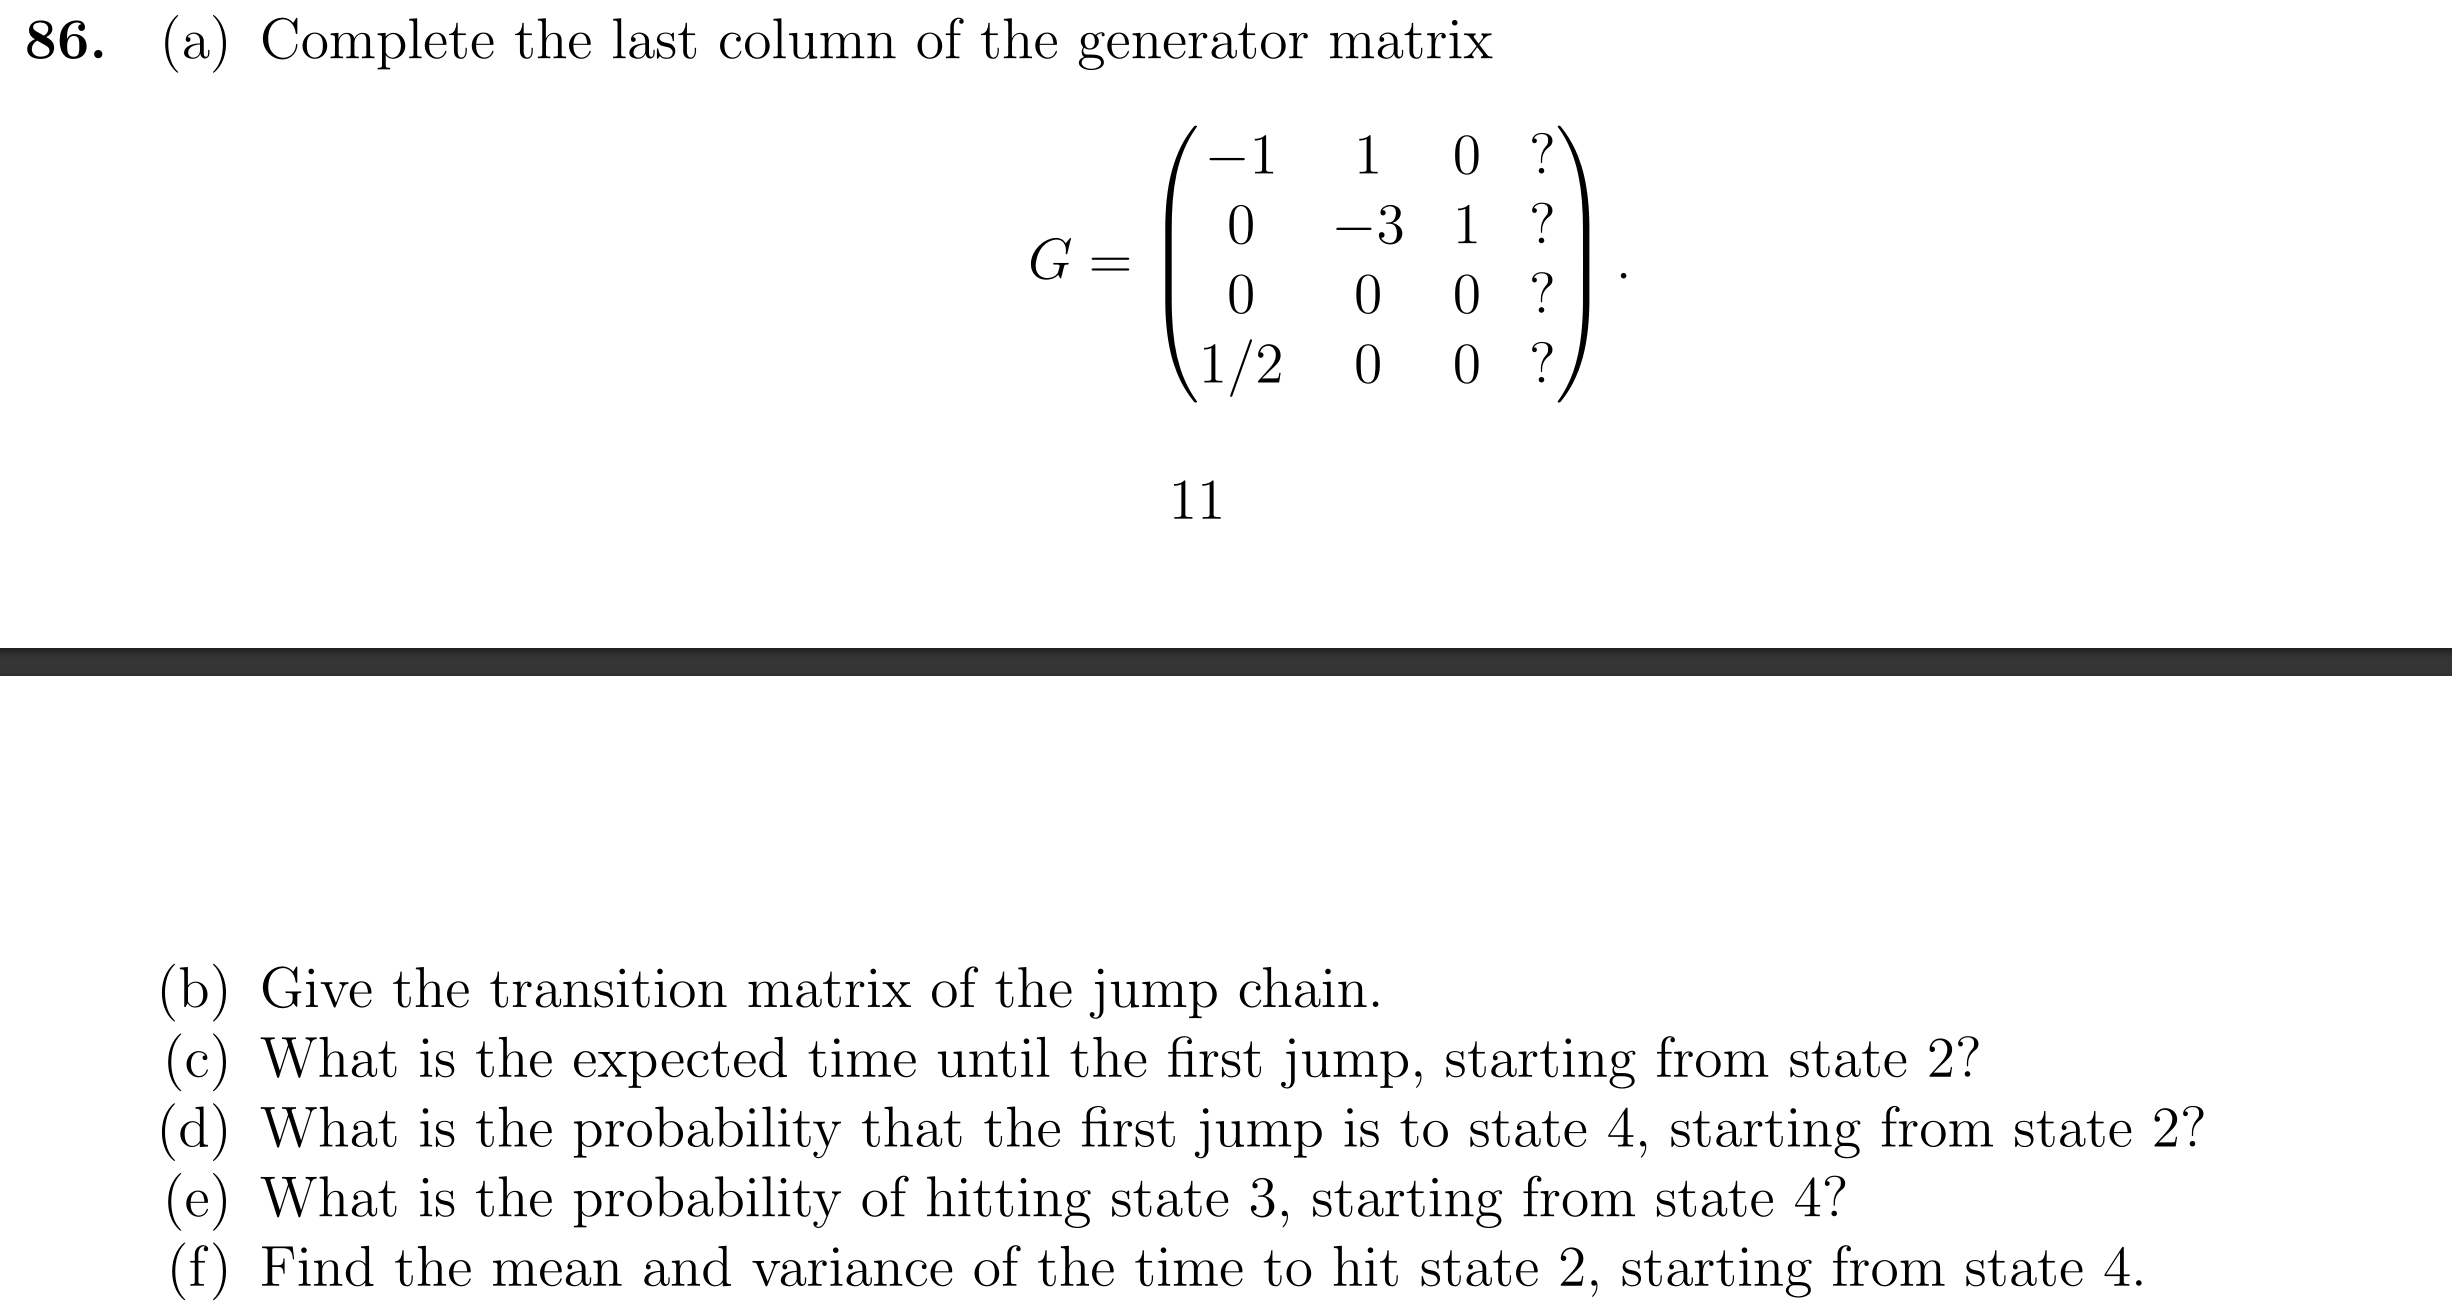 86. (a) Complete the last column of the generator matrix
G = \begin{pmatrix} -1 & 1 & 0 & ? \\ 0 & -3 & 1 & ? \\ 0 & 0 & 0 & ? \\ 1/2 & 0 & 0 & ? \end{pmatrix}.
11
(b) Give the transition matrix of the jump chain.
(c) What is the expected time until the first jump, starting from state 2?
(d) What is the probability that the first jump is to state 4, starting from state 2?
(e) What is the probability of hitting state 3, starting from state 4?
(f) Find the mean and variance of the time to hit state 2, starting from state 4.